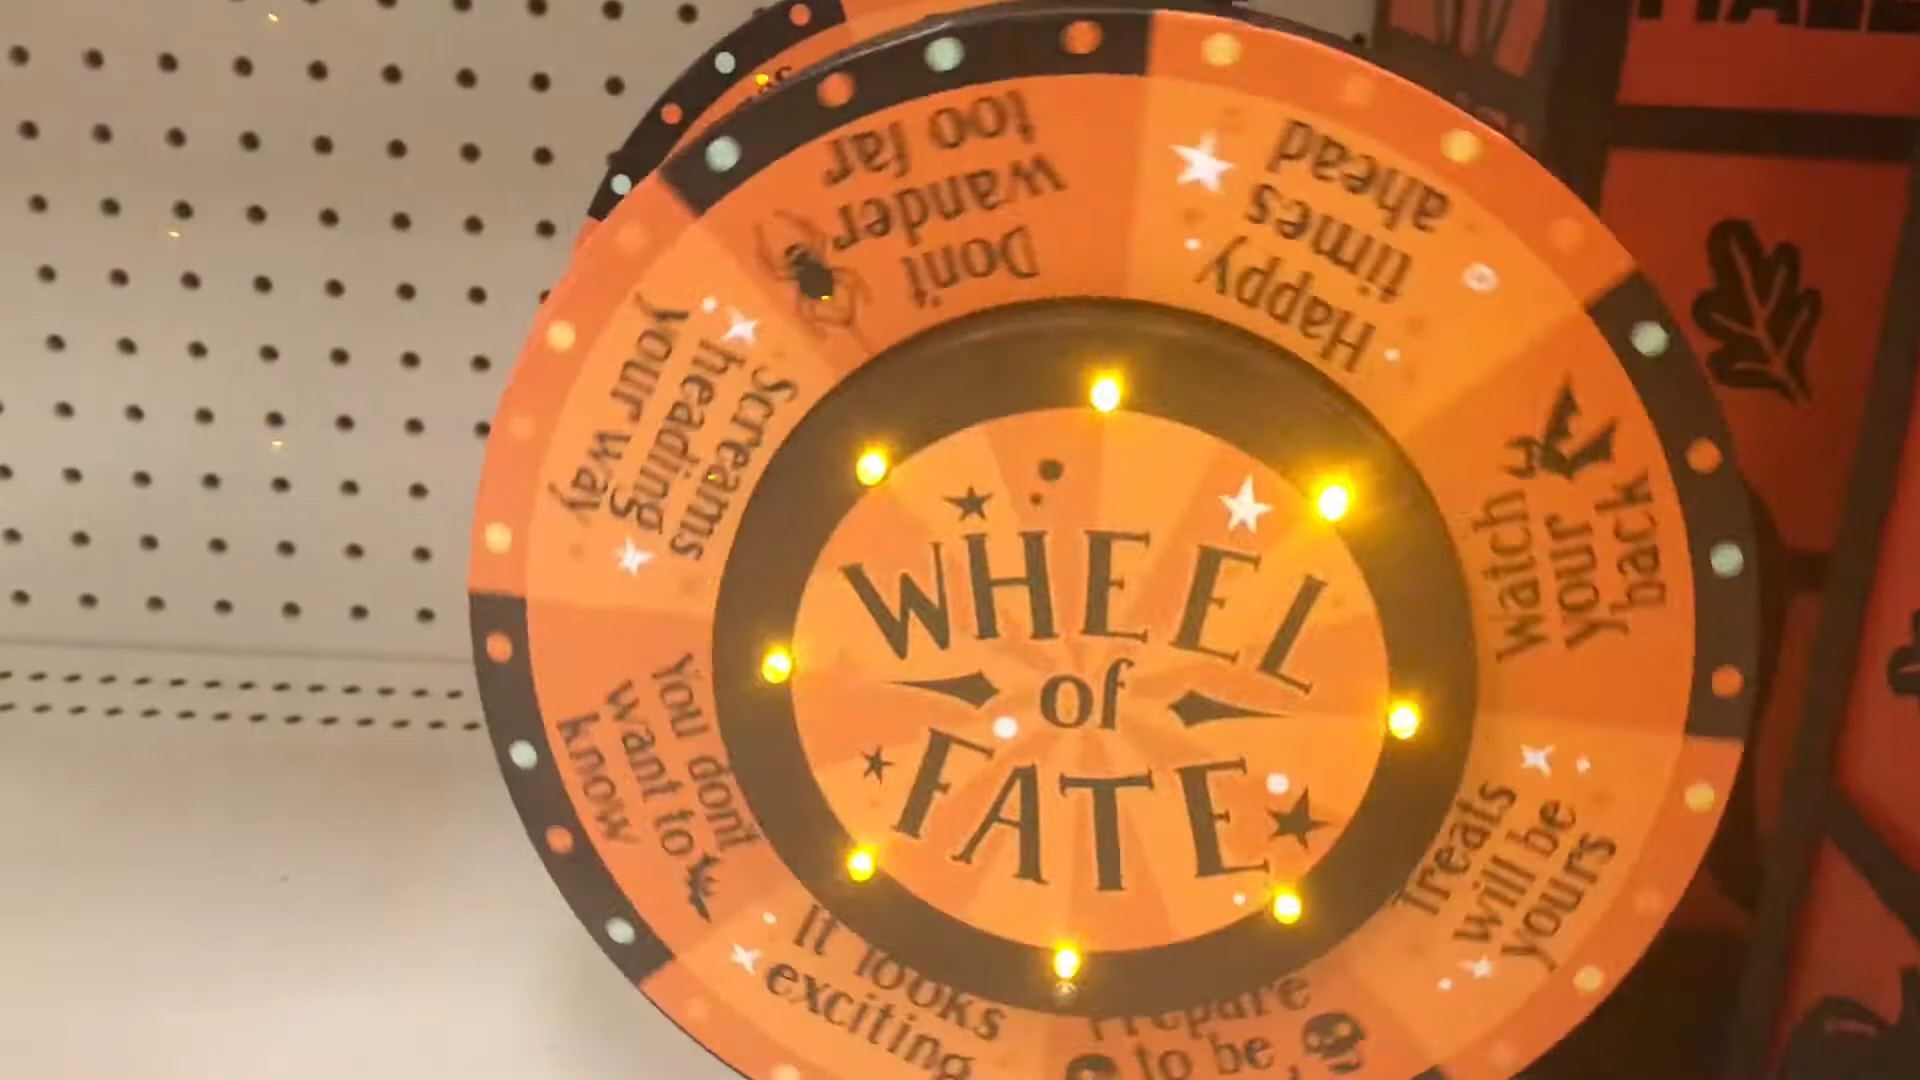 WHEEL
of
FATE
Don't
wander
too far
Happy
times
ahead
Watch
your
back
Treats
will be
yours
Prepare
to be
It looks
exciting
You don't
want to
know
Screams
heading
your way